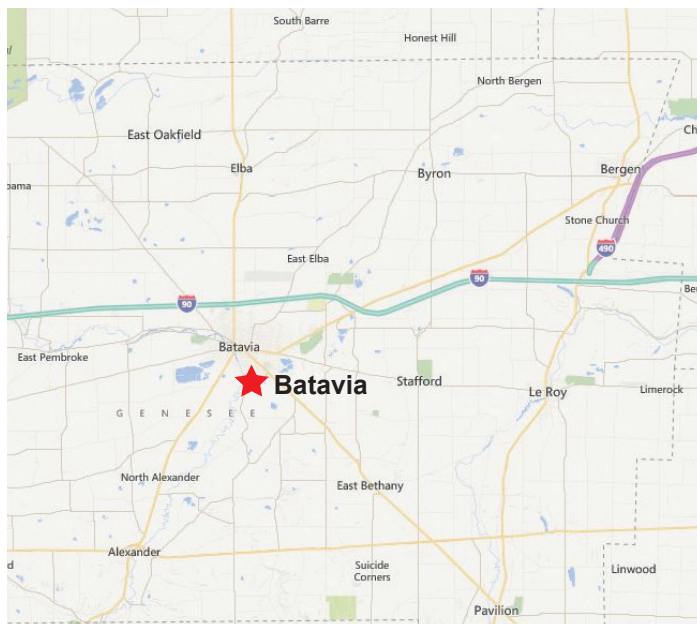 South Barre
Honest Hill
North Bergen
East Oakfield
Elba
Byron
Bergen
Stone Church
490
East Elba
90
90
Batavia
East Pembroke
Batavia
Stafford
Le Roy
Limerock
GENESEE
North Alexander
East Bethany
Alexander
Suicide
Corners
Linwood
Pavilion